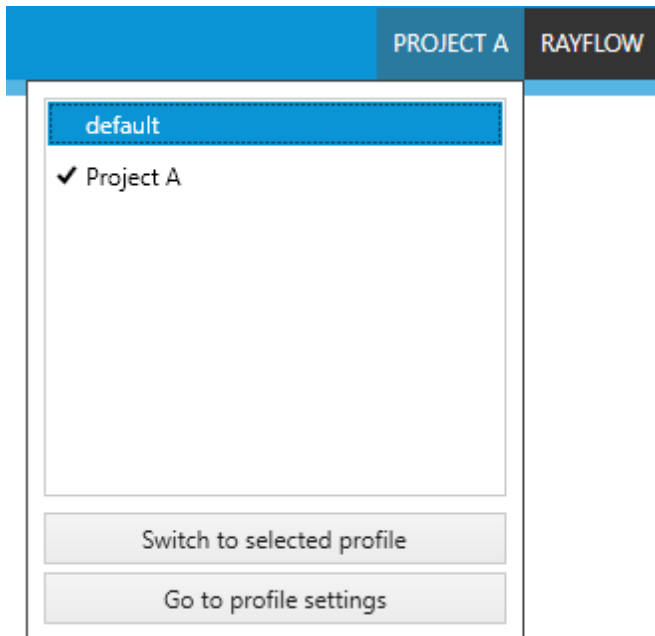 PROJECT A RAYFLOW
default
✔ Project A
Switch to selected profile
Go to profile settings